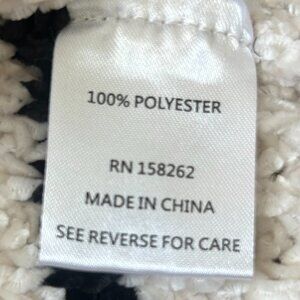 100% POLYESTER
RN 158262
MADE IN CHINA
SEE REVERSE FOR CARE